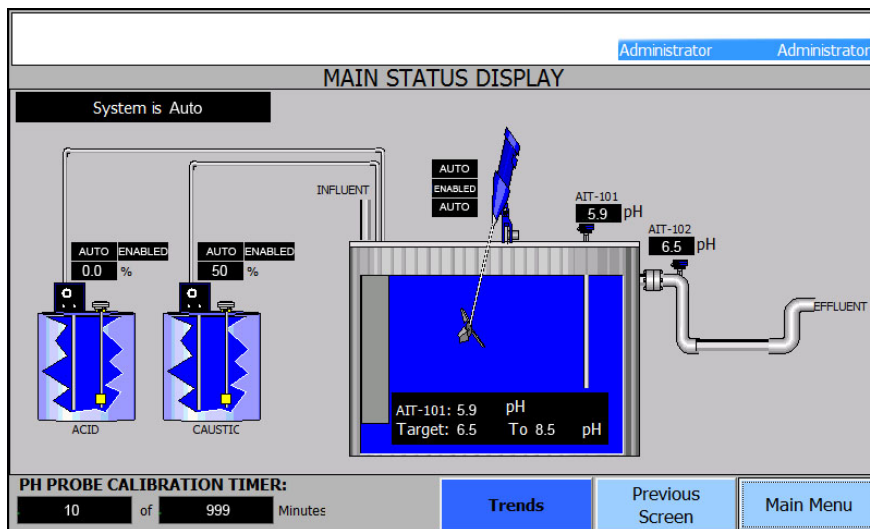 Administrator Administrator
MAIN STATUS DISPLAY
System is Auto
AUTO
ENABLED
AUTO
INFLUENT
AIT-101
5.9 pH
AIT-102
6.5 pH
AUTO ENABLED
0.0 %
AUTO ENABLED
50 %
EFFLUENT
AIT-101: 5.9 pH
Target: 6.5 To 8.5 pH
ACID
CAUSTIC
PH PROBE CALIBRATION TIMER:
10 of 999 Minutes
Trends
Previous
Screen
Main Menu